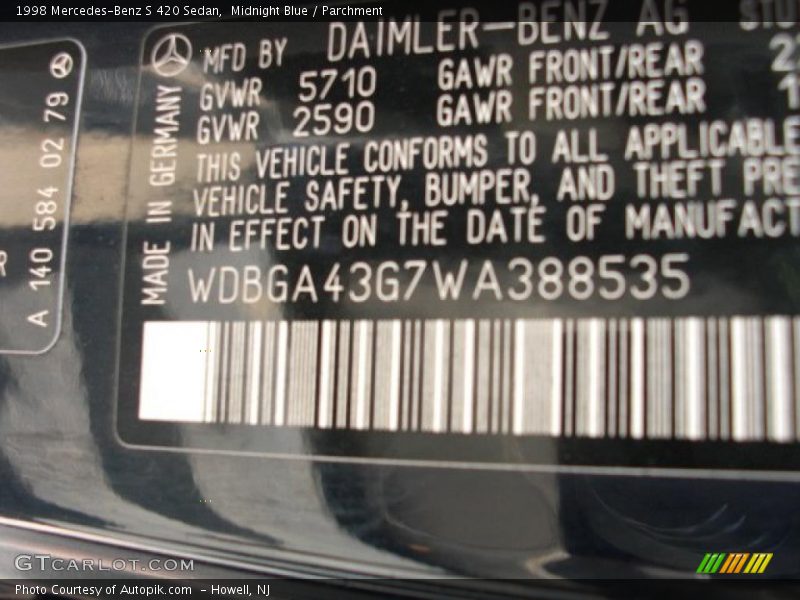 1998 Mercedes-Benz S 420 Sedan, Midnight Blue / Parchment
A 140 584 02 79
MADE IN GERMANY
MFD BY DAIMLER-BENZ AG
GVWR 5710 GAWR FRONT/REAR
GVWR 2590 GAWR FRONT/REAR
THIS VEHICLE CONFORMS TO ALL APPLICABLE
VEHICLE SAFETY, BUMPER, AND THEFT PRE
IN EFFECT ON THE DATE OF MANUFACT
WDBGA43G7WA388535
GTCARLOT.COM
Photo Courtesy of Autopik.com - Howell, NJ